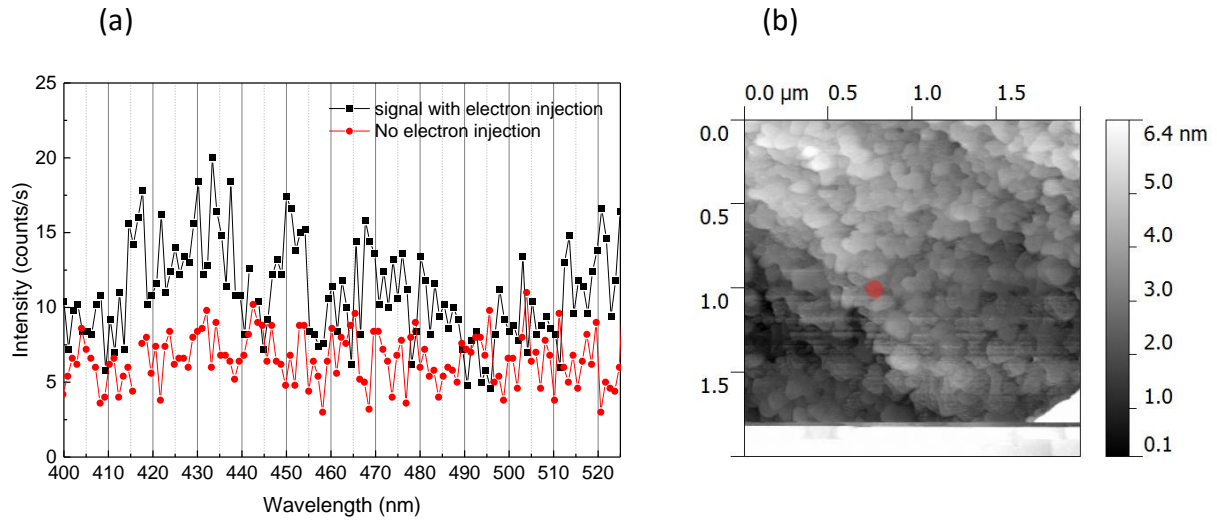 (a)
(b)
25
20
15
10
5
0
Intensity (counts/s)
signal with electron injection
No electron injection
400 410 420 430 440 450 460 470 480 490 500 510 520
Wavelength (nm)
0.0 µm 0.5 1.0 1.5
0.0
0.5
1.0
1.5
6.4 nm
5.0
4.0
3.0
2.0
1.0
0.1